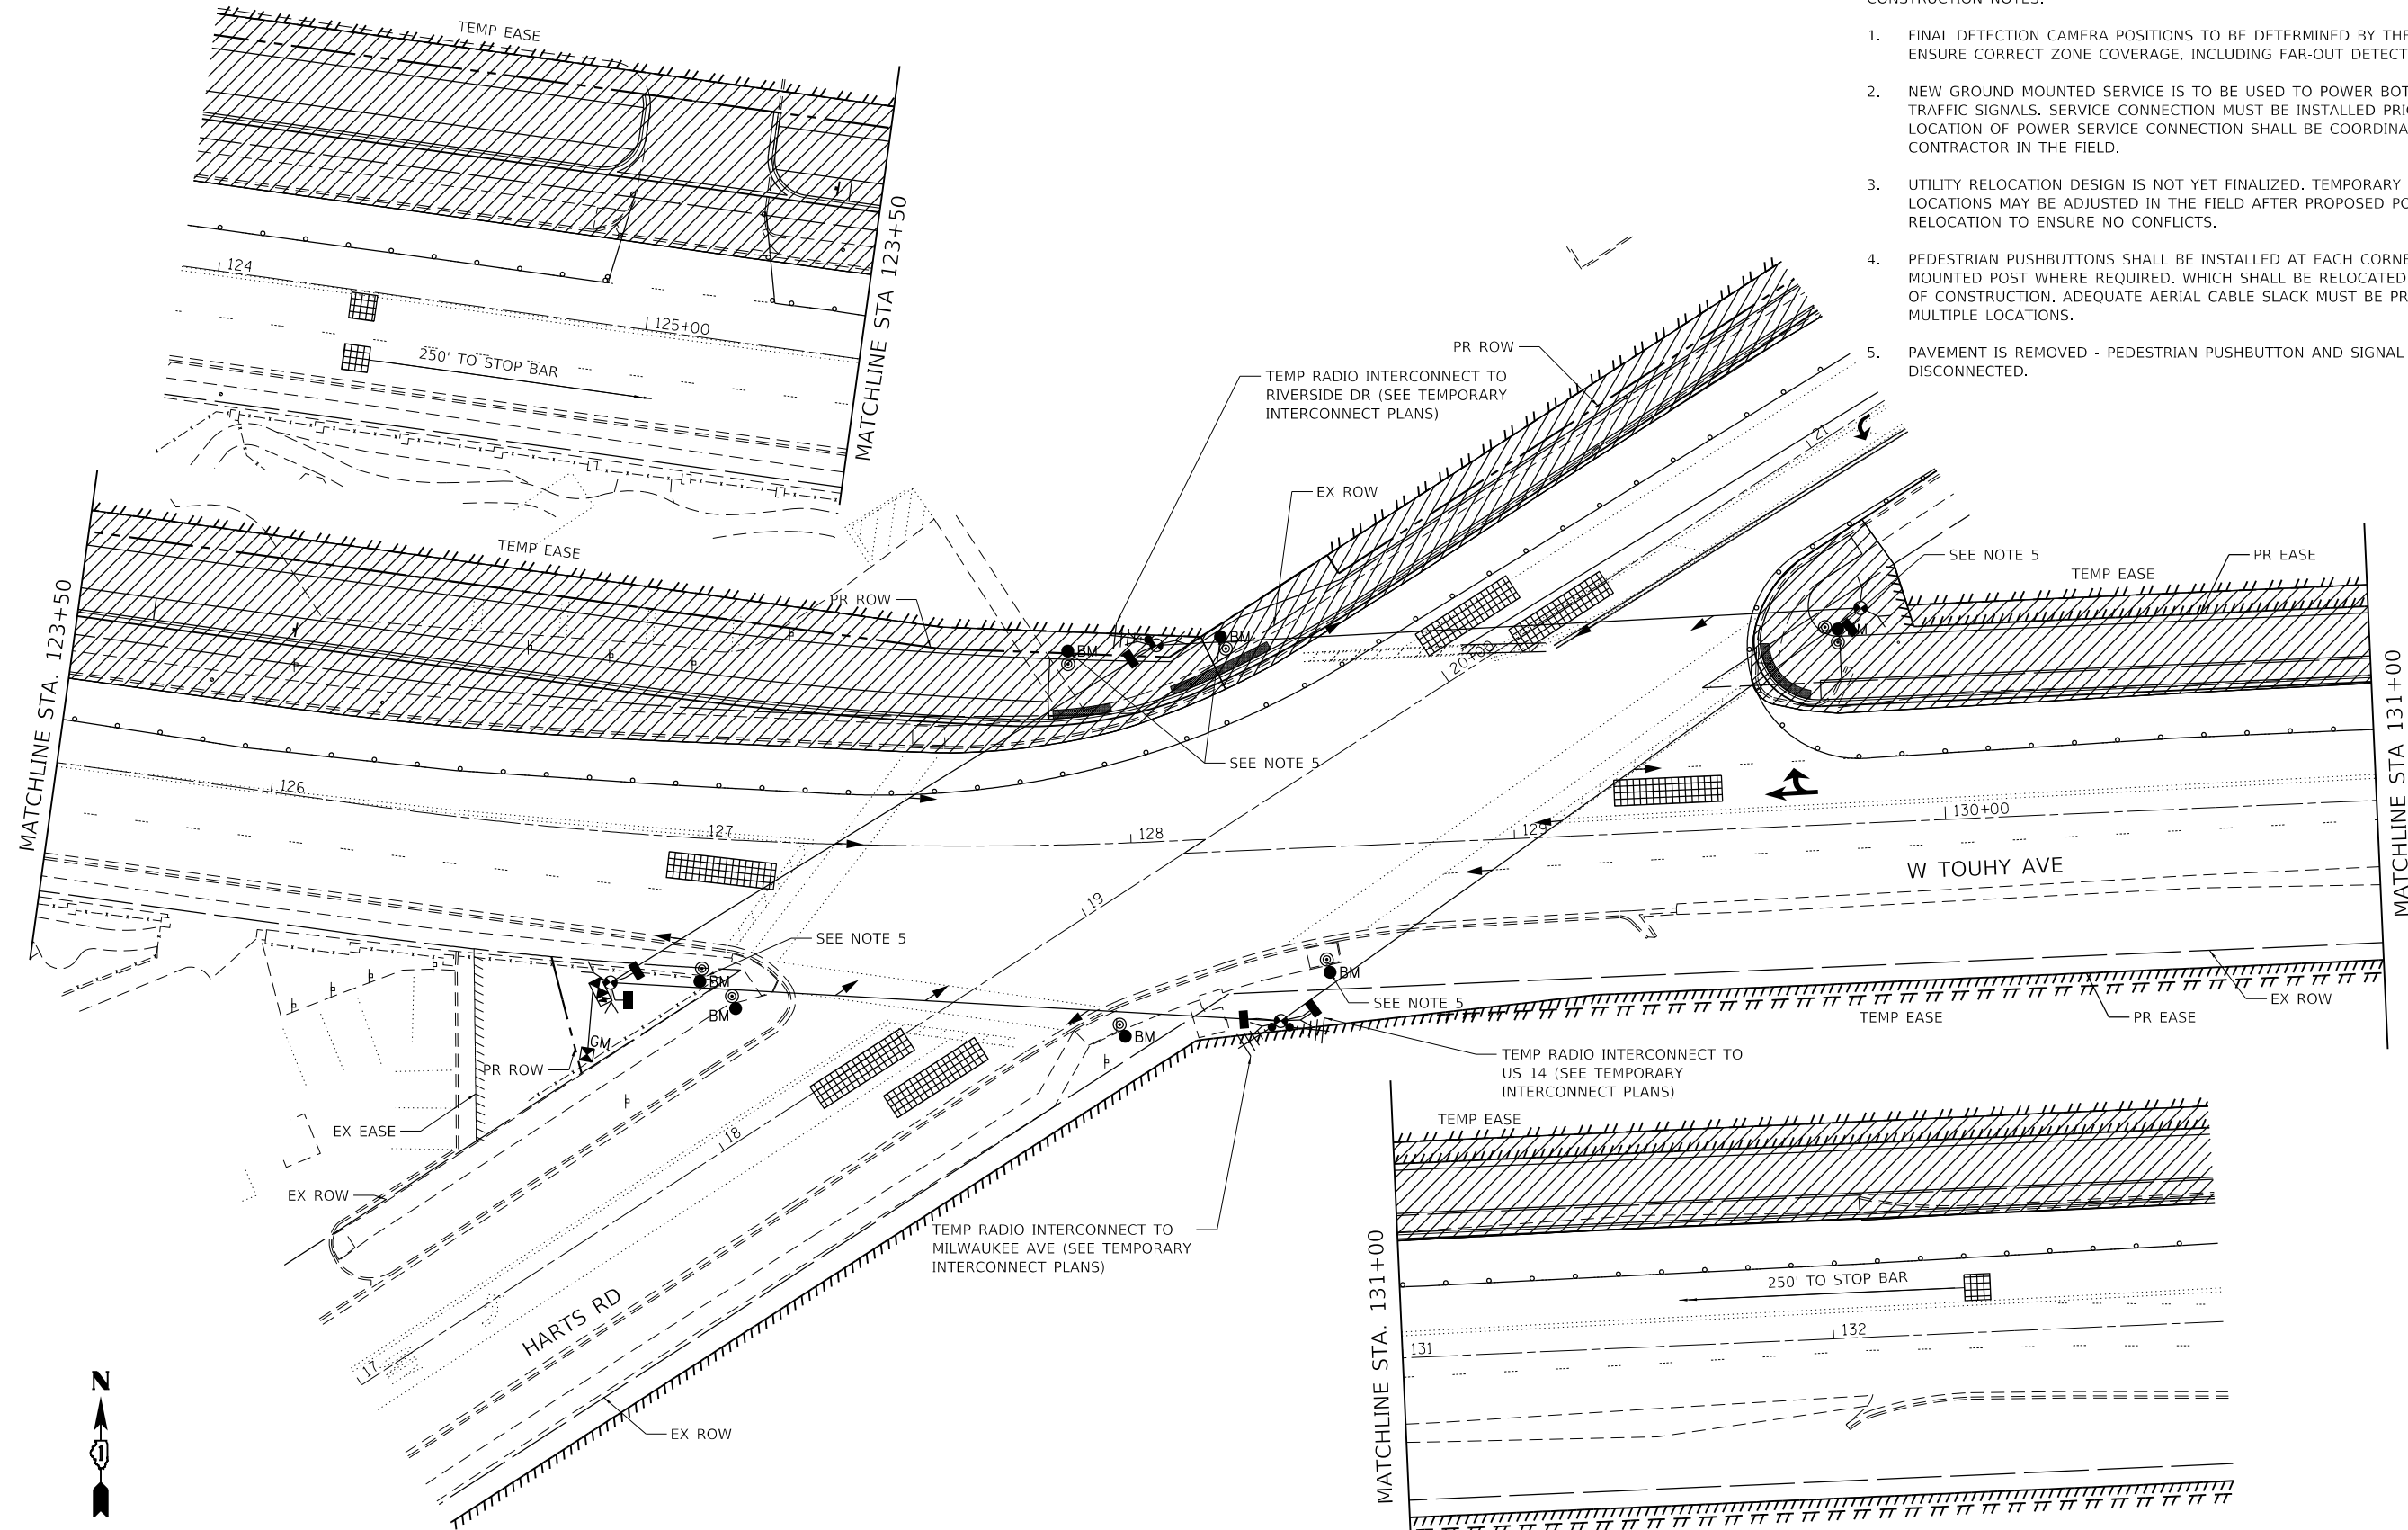 CONSTRUCTION NOTES:
1. FINAL DETECTION CAMERA POSITIONS TO BE DETERMINED BY THE
ENSURE CORRECT ZONE COVERAGE, INCLUDING FAR-OUT DETECT
2. NEW GROUND MOUNTED SERVICE IS TO BE USED TO POWER BOT
TRAFFIC SIGNALS. SERVICE CONNECTION MUST BE INSTALLED PRI
LOCATION OF POWER SERVICE CONNECTION SHALL BE COORDINA
CONTRACTOR IN THE FIELD.
3. UTILITY RELOCATION DESIGN IS NOT YET FINALIZED. TEMPORARY
LOCATIONS MAY BE ADJUSTED IN THE FIELD AFTER PROPOSED PO
RELOCATION TO ENSURE NO CONFLICTS.
4. PEDESTRIAN PUSHBUTTONS SHALL BE INSTALLED AT EACH CORNE
MOUNTED POST WHERE REQUIRED. WHICH SHALL BE RELOCATED
OF CONSTRUCTION. ADEQUATE AERIAL CABLE SLACK MUST BE PR
MULTIPLE LOCATIONS.
5. PAVEMENT IS REMOVED - PEDESTRIAN PUSHBUTTON AND SIGNAL
DISCONNECTED.
TEMP EASE
MATCHLINE STA 123+50
124
125+00
250' TO STOP BAR
PR ROW
TEMP RADIO INTERCONNECT TO
RIVERSIDE DR (SEE TEMPORARY
INTERCONNECT PLANS)
EX ROW
21
MATCHLINE STA. 123+50
TEMP EASE
PR ROW
BM
BM
20+00
SEE NOTE 5
SEE NOTE 5
TEMP EASE
PR EASE
BM
MATCHLINE STA 131+00
126
127
128
129
130+00
W TOUHY AVE
19
SEE NOTE 5
BM
BM
GM
PR ROW
EX EASE
EX ROW
BM
BM
SEE NOTE 5
TEMP EASE
PR EASE
EX ROW
TEMP RADIO INTERCONNECT TO
US 14 (SEE TEMPORARY
INTERCONNECT PLANS)
18
TEMP RADIO INTERCONNECT TO
MILWAUKEE AVE (SEE TEMPORARY
INTERCONNECT PLANS)
HARTS RD
17
EX ROW
N
1
TEMP EASE
MATCHLINE STA. 131+00
250' TO STOP BAR
131
132